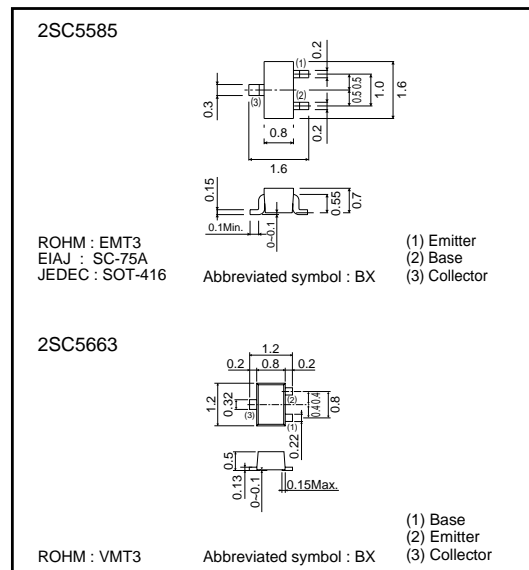 2SC5585
0.2
(1)
(3)
(2)
0.3
0.5 0.5
1.0
1.6
0.8
0.2
1.6
0.15
0.1Min.
0~0.1
0.55
0.7
ROHM : EMT3
EIAJ : SC-75A
JEDEC : SOT-416
Abbreviated symbol : BX
(1) Emitter
(2) Base
(3) Collector
2SC5663
1.2
0.2
0.8
0.2
1.2
0.32
(3)
(2)
(1)
0.4 0.4
0.8
0.22
0.5
0.13
0~0.1
0.15Max.
ROHM : VMT3
Abbreviated symbol : BX
(1) Base
(2) Emitter
(3) Collector